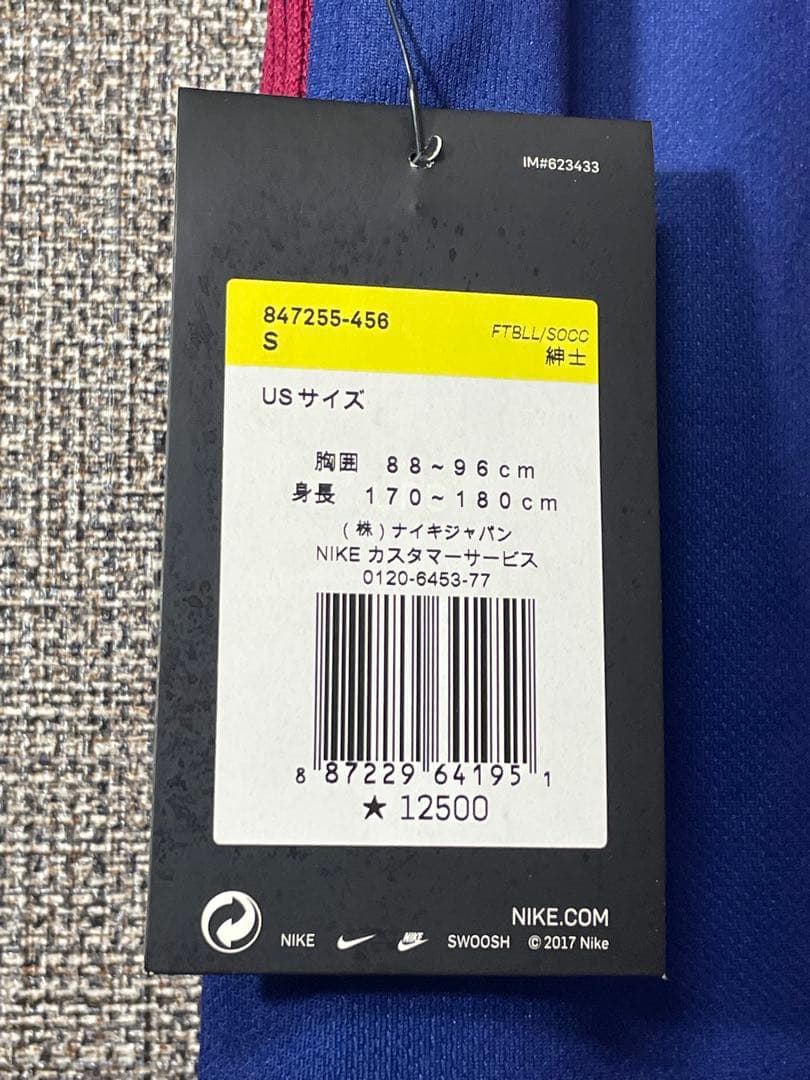 IM#623433
847255-456
FTBLL/SOCC
S
紳士
USサイズ
胸囲 88~96cm
身長 170~180cm
(株)ナイキジャパン
NIKE カスタマーサービス
0120-6453-77
8 87229 64195 1
★ 12500
NIKE.COM
NIKE NIKE SWOOSH © 2017 Nike